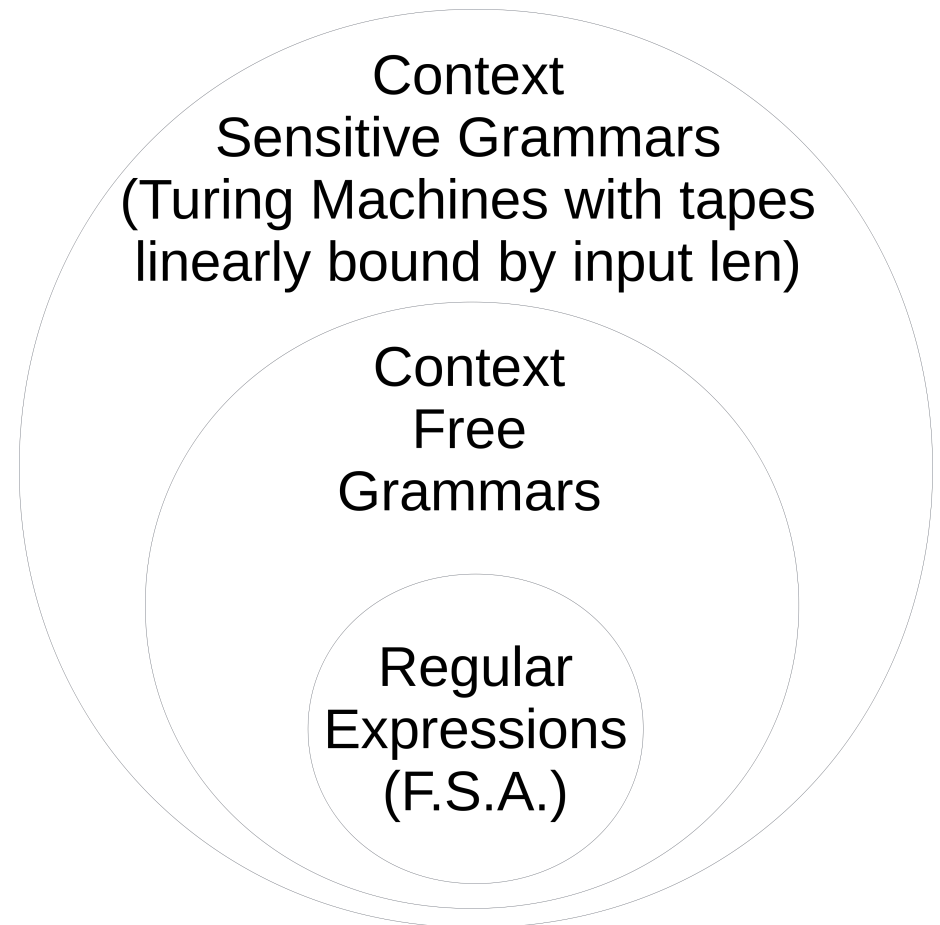 Context
Sensitive Grammars
(Turing Machines with tapes
linearly bound by input len)
Context
Free
Grammars
Regular
Expressions
(F.S.A.)